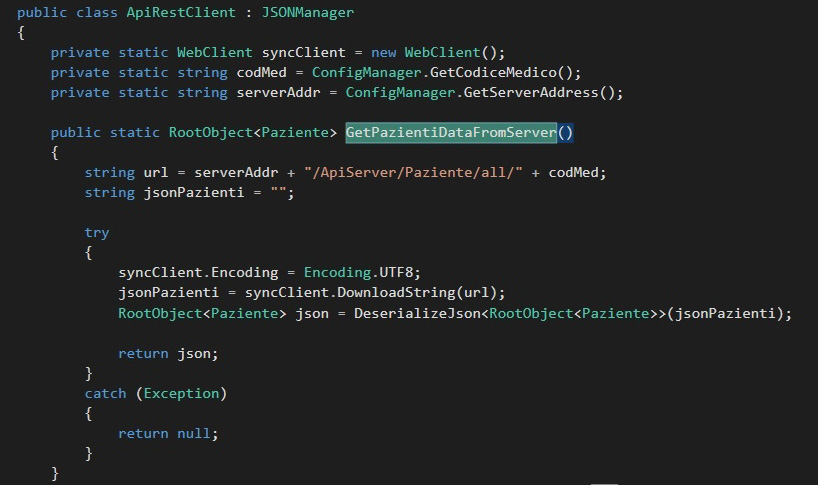 public class ApiRestClient : JSONManager
{
private static WebClient syncClient = new WebClient();
private static string codMed = ConfigManager.GetCodiceMedico();
private static string serverAddr = ConfigManager.GetServerAddress();
public static RootObject<Paziente> GetPazientiDataFromServer()
{
string url = serverAddr + "/ApiServer/Paziente/all/" + codMed;
string jsonPazienti = "";
try
{
syncClient.Encoding = Encoding.UTF8;
jsonPazienti = syncClient.DownloadString(url);
RootObject<Paziente> json = DeserializeJson<RootObject<Paziente>>(jsonPazienti);
return json;
}
catch (Exception)
{
return null;
}
}